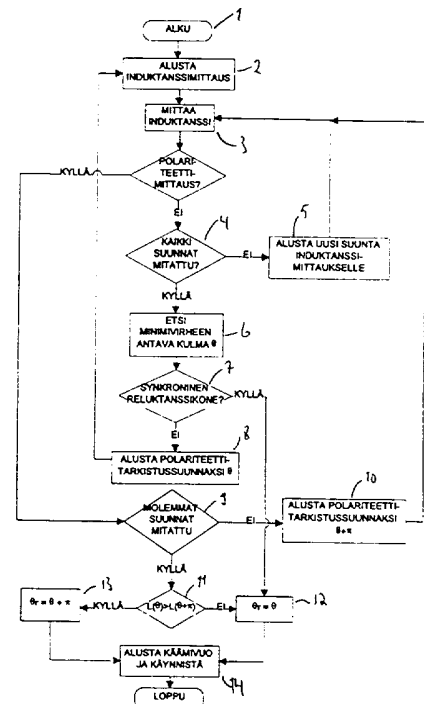 ALKU
1
ALUSTA
INDUKTANSSIMITTAUS
2
MITTAA
INDUKTANSSI
3
KYLLÄ
POLARI-
TEETTI-
MITTAUS?
EI
4
KAIKKI
SUUNNAT
MITATTU?
EI
5
ALUSTA UUSI SUUNTA
INDUKTANSSI-
MITTAUKSELLE
KYLLÄ
ETSI
MINIMIVIRHEEN
ANTAVA KULMA θ
6
7
SYNKRONINEN
RELUKTANSSIKONE?
KYLLÄ
EI
8
ALUSTA POLARITEETTI-
TARKISTUSSUUNNAKSI θ
9
MOLEMMAT
SUUNNAT
MITATTU
EI
10
ALUSTA POLARITEETTI-
TARKISTUSSUUNNAKSI
θ+π
KYLLÄ
13
θr = θ + π
KYLLÄ
11
L(θ)>L(θ+π)
EI
θr = θ
12
ALUSTA KÄÄMIVUO
JA KÄYNNISTÄ
14
LOPPU